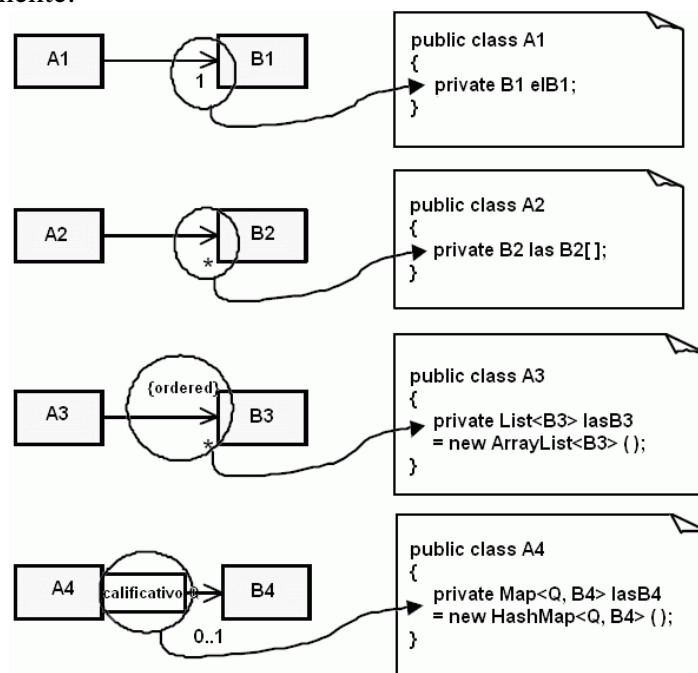 A1
B1
1
public class A1
{
private B1 elB1;
}
A2
B2
*
public class A2
{
private B2 las B2[ ];
}
A3
{ordered}
B3
*
public class A3
{
private List<B3> lasB3
= new ArrayList<B3> ( );
}
A4
calificativo
B4
0..1
public class A4
{
private Map<Q, B4> lasB4
= new HashMap<Q, B4> ( );
}